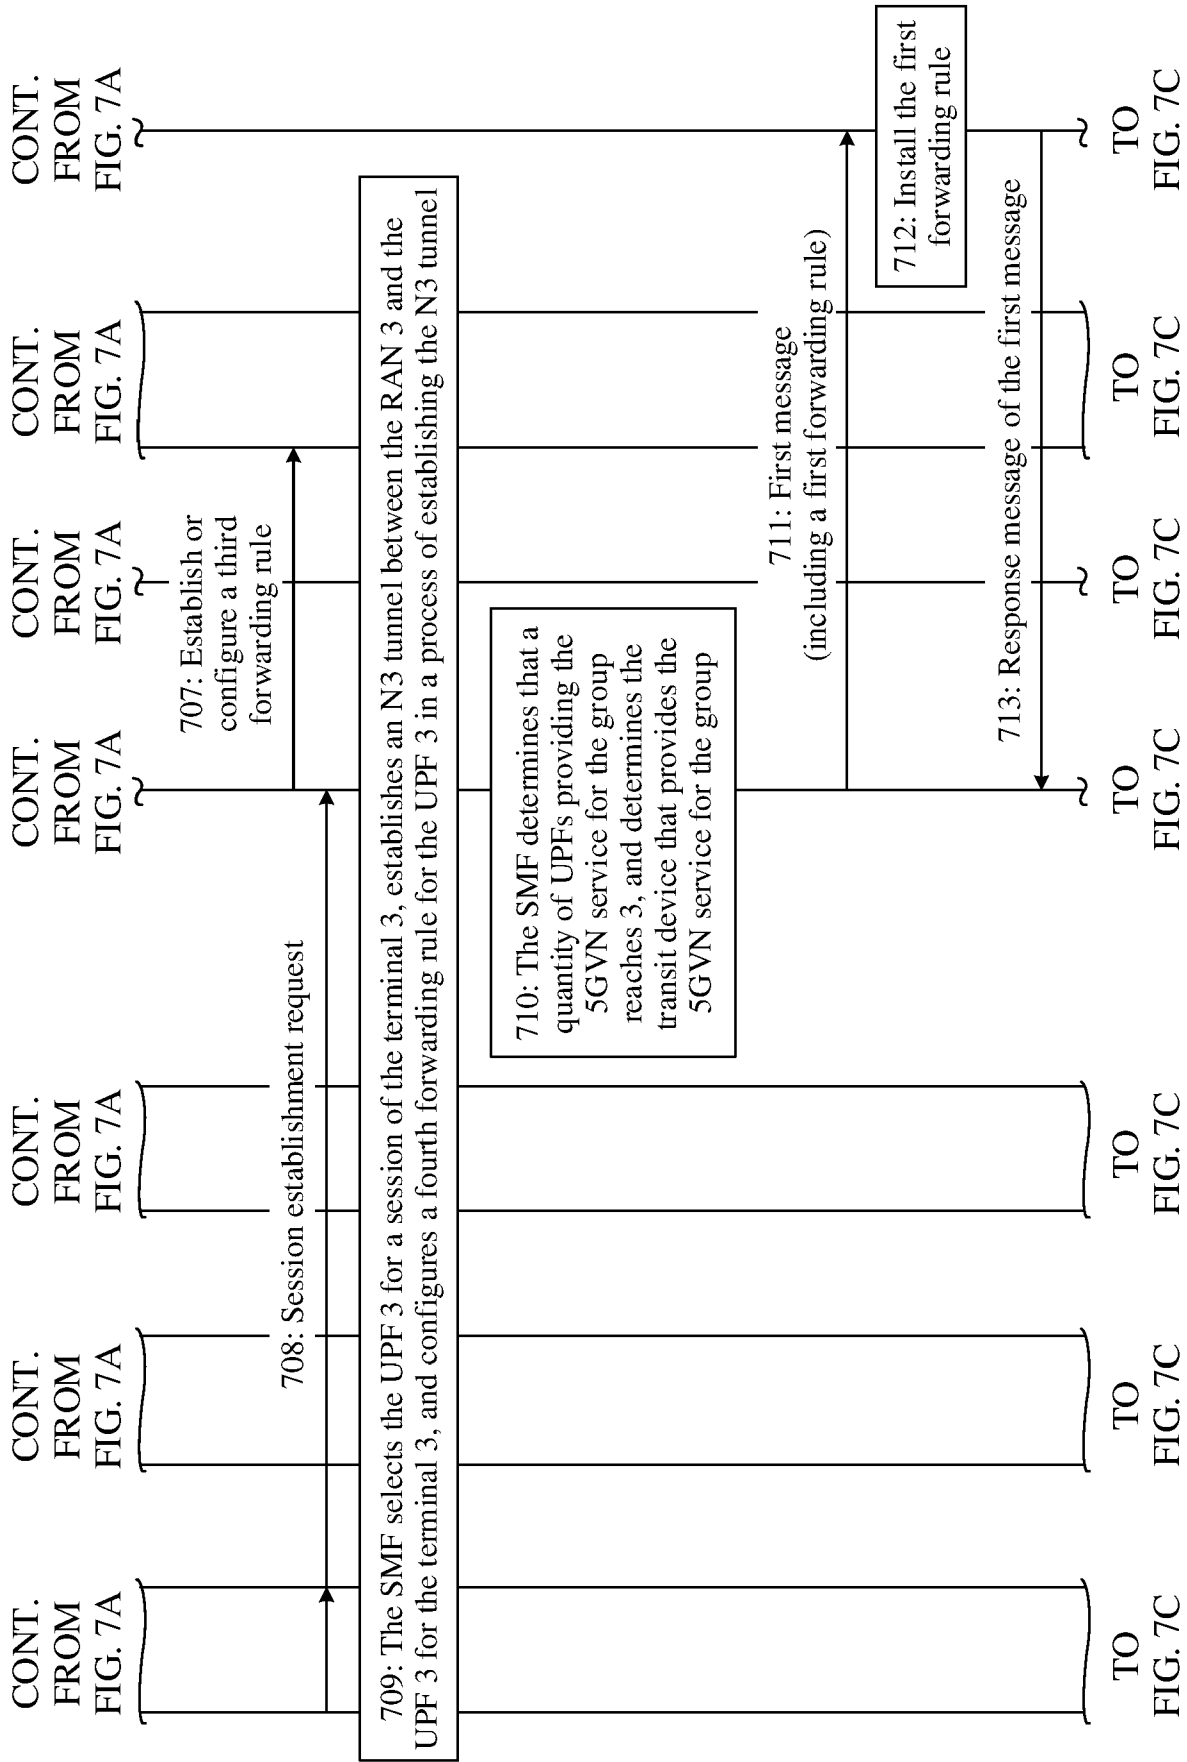 CONT.
FROM
FIG. 7A
CONT.
FROM
FIG. 7A
CONT.
FROM
FIG. 7A
CONT.
FROM
FIG. 7A
CONT.
FROM
FIG. 7A
CONT.
FROM
FIG. 7A
CONT.
FROM
FIG. 7A
707: Establish or
configure a third
forwarding rule
708: Session establishment request
709: The SMF selects the UPF 3 for a session of the terminal 3, establishes an N3 tunnel between the RAN 3 and the
UPF 3 for the terminal 3, and configures a fourth forwarding rule for the UPF 3 in a process of establishing the N3 tunnel
710: The SMF determines that a
quantity of UPFs providing the
5GVN service for the group
reaches 3, and determines the
transit device that provides the
5GVN service for the group
711: First message
(including a first forwarding rule)
712: Install the first
forwarding rule
713: Response message of the first message
TO
FIG. 7C
TO
FIG. 7C
TO
FIG. 7C
TO
FIG. 7C
TO
FIG. 7C
TO
FIG. 7C
TO
FIG. 7C